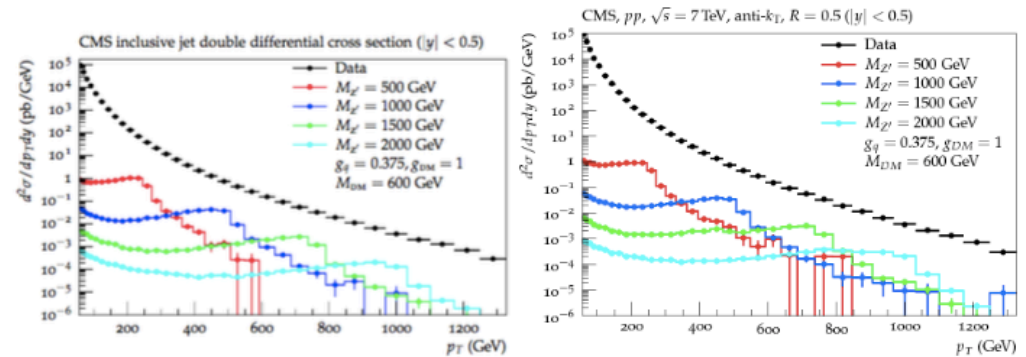 CMS inclusive jet double differential cross section (|y| < 0.5)
d²σ/dp_Tdy (pb/GeV)
10⁵
10⁴
10³
10²
10
1
10⁻¹
10⁻²
10⁻³
10⁻⁴
10⁻⁵
10⁻⁶
Data
M_Z′ = 500 GeV
M_Z′ = 1000 GeV
M_Z′ = 1500 GeV
M_Z′ = 2000 GeV
g_q = 0.375, g_DM = 1
M_DM = 600 GeV
200 400 600 800 1000 1200
p_T (GeV)
CMS, pp, √s = 7 TeV, anti-k_T, R = 0.5 (|y| < 0.5)
d²σ/dp_Tdy (pb/GeV)
10⁵
10⁴
10³
10²
10¹
1
10⁻¹
10⁻²
10⁻³
10⁻⁴
10⁻⁵
10⁻⁶
Data
M_Z′ = 500 GeV
M_Z′ = 1000 GeV
M_Z′ = 1500 GeV
M_Z′ = 2000 GeV
g_q = 0.375, g_DM = 1
M_DM = 600 GeV
200 400 600 800 1000 1200
p_T (GeV)